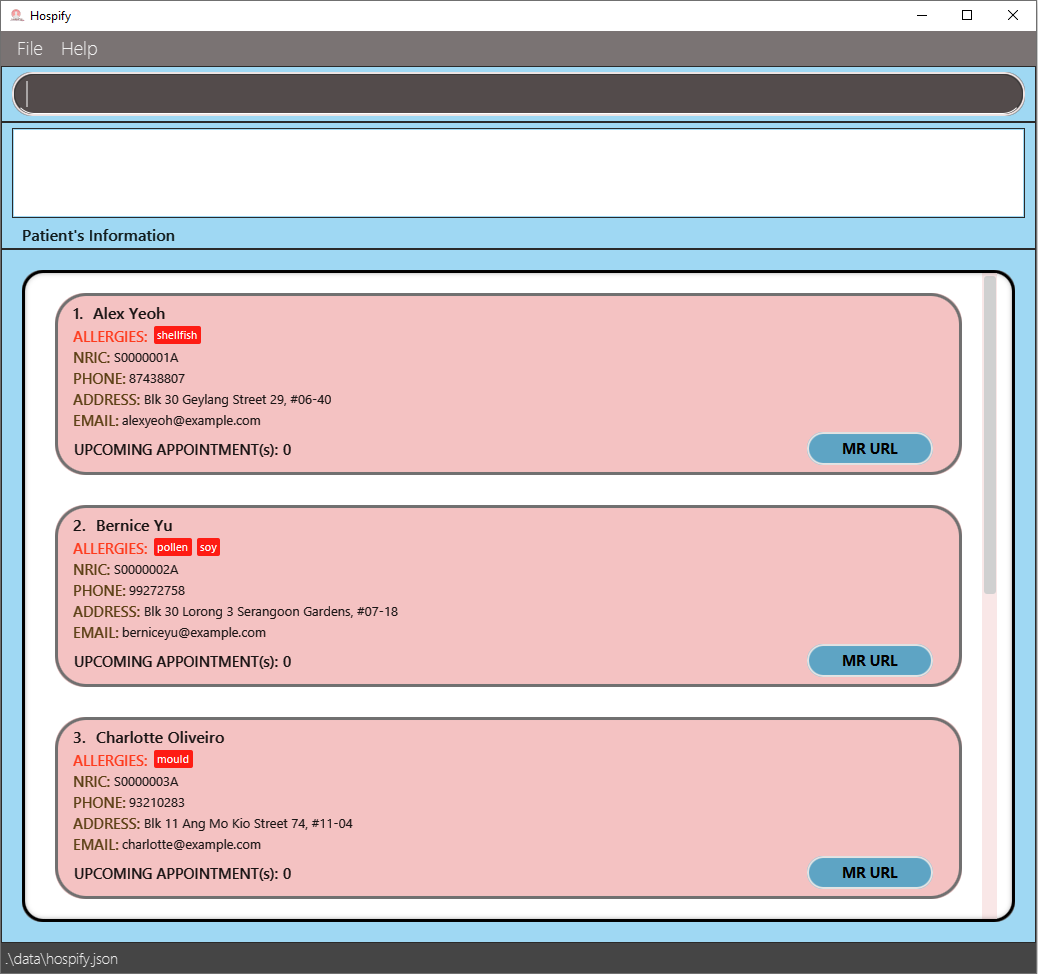 Hospify
File Help
Patient's Information
1. Alex Yeoh
ALLERGIES: shellfish
NRIC: S0000001A
PHONE: 87438807
ADDRESS: Blk 30 Geylang Street 29, #06-40
EMAIL: alexyeoh@example.com
UPCOMING APPOINTMENT(s): 0 MR URL
2. Bernice Yu
ALLERGIES: pollen soy
NRIC: S0000002A
PHONE: 99272758
ADDRESS: Blk 30 Lorong 3 Serangoon Gardens, #07-18
EMAIL: berniceyu@example.com
UPCOMING APPOINTMENT(s): 0 MR URL
3. Charlotte Oliveiro
ALLERGIES: mould
NRIC: S0000003A
PHONE: 93210283
ADDRESS: Blk 11 Ang Mo Kio Street 74, #11-04
EMAIL: charlotte@example.com
UPCOMING APPOINTMENT(s): 0 MR URL
.\data\hospify.json